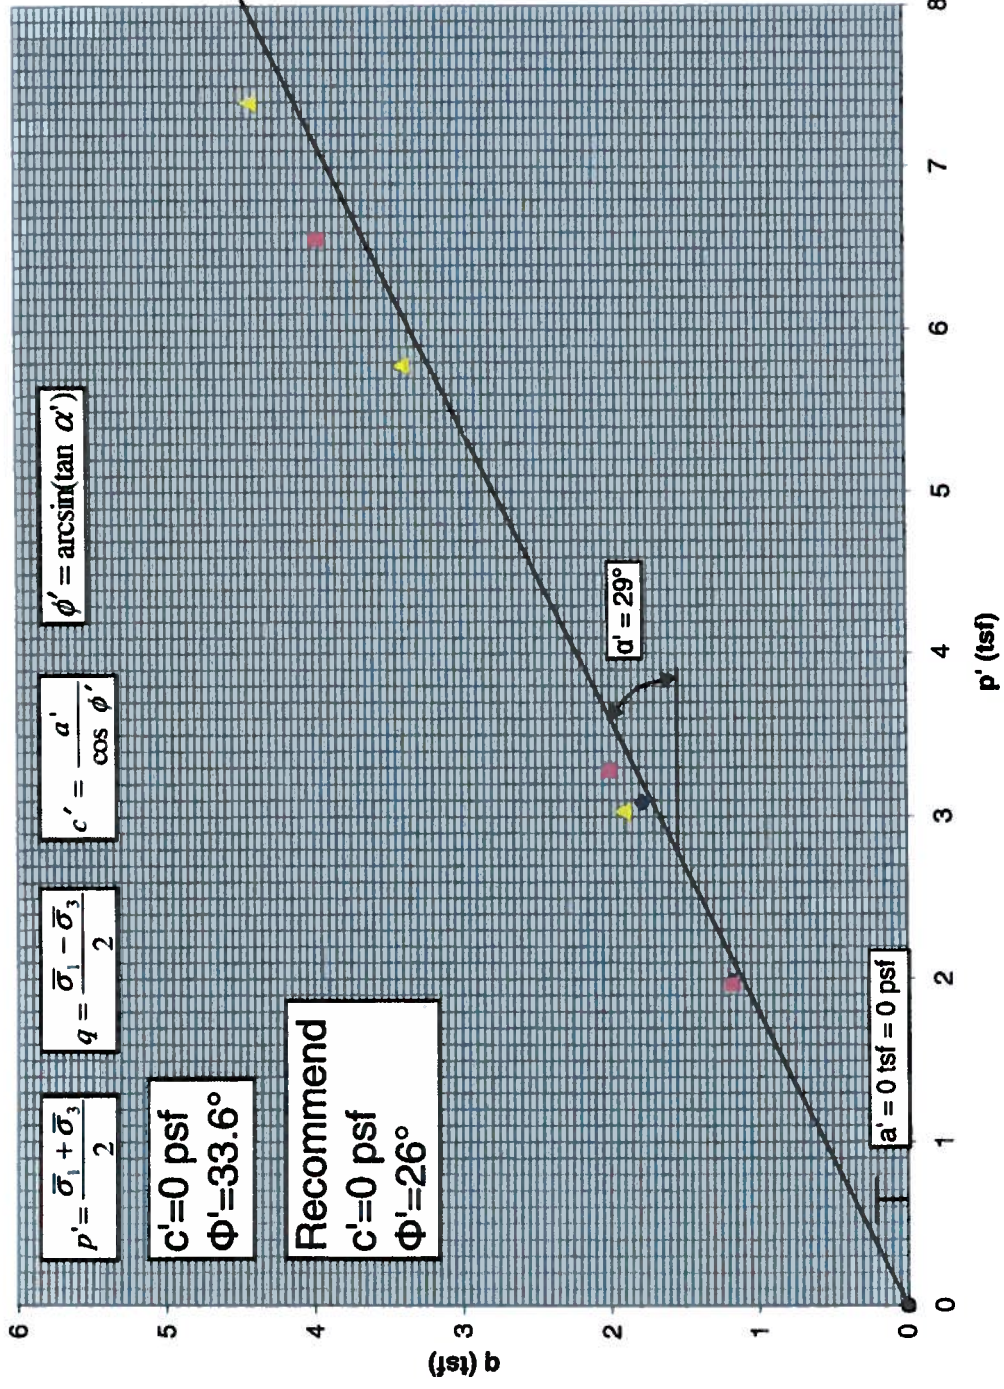 p' = (σ̄₁ + σ̄₃) / 2
q = (σ̄₁ − σ̄₃) / 2
c' = a' / cos ϕ'
ϕ' = arcsin(tan α')
c'=0 psf
Φ'=33.6°
Recommend
c'=0 psf
Φ'=26°
α' = 29°
a' = 0 tsf = 0 psf
q (tsf)
6
5
4
3
2
1
0
0 1 2 3 4 5 6 7 8
p' (tsf)